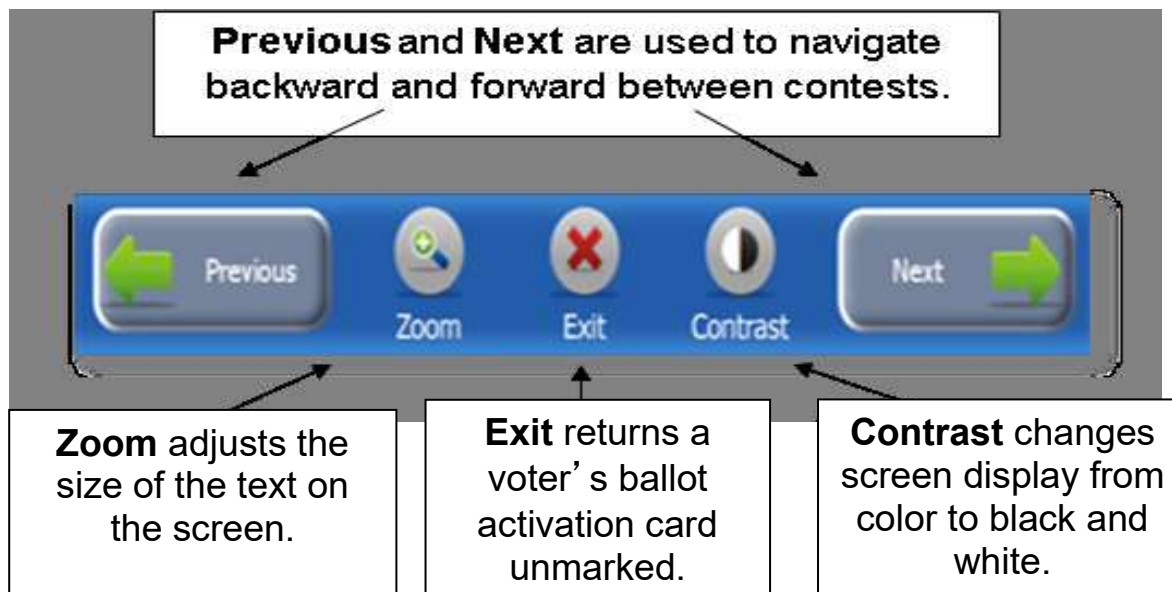 Previous and Next are used to navigate
backward and forward between contests.
Previous
Zoom
Exit
Contrast
Next
Zoom adjusts the
size of the text on
the screen.
Exit returns a
voter’s ballot
activation card
unmarked.
Contrast changes
screen display from
color to black and
white.